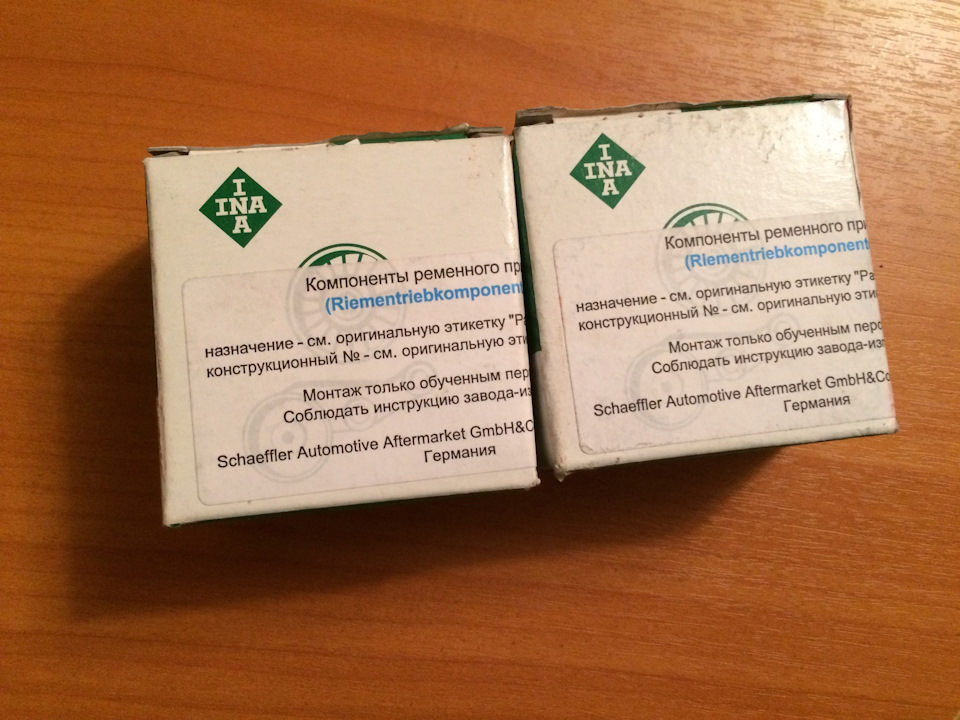 I
INA
A
Компоненты ременного пр
(Riementriebkomponent
назначение - см. оригинальную этикетку "Ра
конструкционный № - см. оригинальную эти
Монтаж только обученным пер
Соблюдать инструкцию завода-из
Schaeffler Automotive Aftermarket GmbH&C
Германия
I
INA
A
Компоненты ременного при
(Riementriebkomponent
назначение - см. оригинальную этикетку "Ра
конструкционный № - см. оригинальную эти
Монтаж только обученным перс
Соблюдать инструкцию завода-изг
Schaeffler Automotive Aftermarket GmbH&Co
Германия